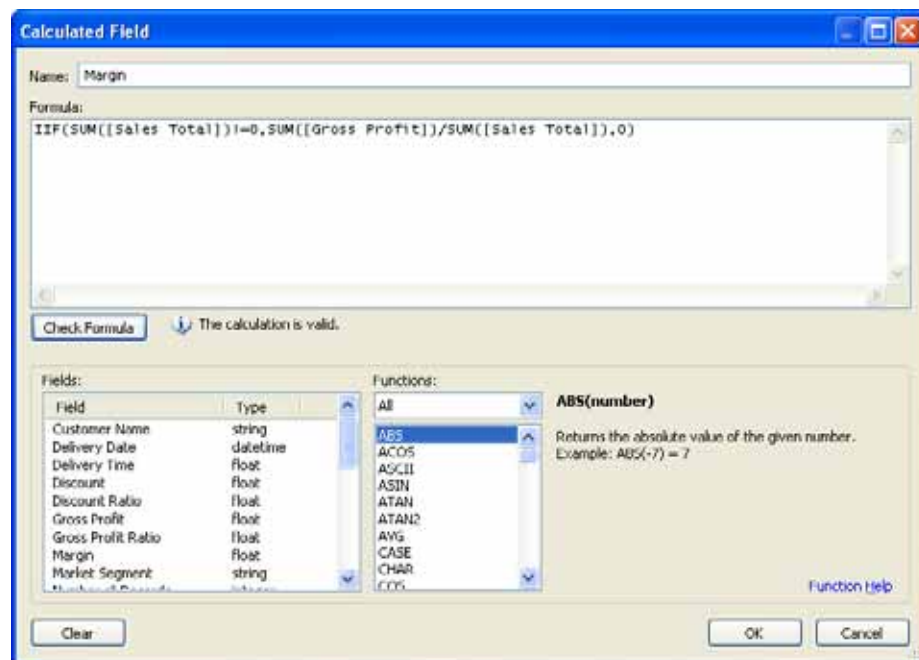 Calculated Field
Name: Margin
Formula:
IIF(SUM([Sales Total])!=0,SUM([Gross Profit])/SUM([Sales Total]),0)
Check Formula
The calculation is valid.
Fields:
Field Type
Customer Name string
Delivery Date datetime
Delivery Time float
Discount float
Discount Ratio float
Gross Profit float
Gross Profit Ratio float
Margin float
Market Segment string
Functions:
All
ABS
ACOS
ASCII
ASIN
ATAN
ATAN2
AVG
CASE
CHAR
COS
ABS(number)
Returns the absolute value of the given number.
Example: ABS(-7) = 7
Function Help
Clear
OK
Cancel